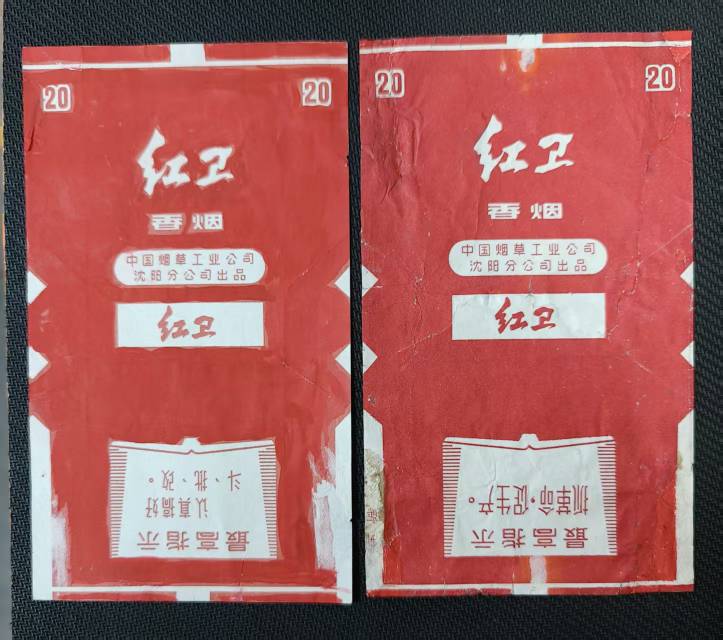 20
20
红卫
香烟
中国烟草工业公司
沈阳分公司出品
红卫
最高指示
认真搞好
斗、批、改。
20
20
红卫
香烟
中国烟草工业公司
沈阳分公司出品
红卫
最高指示
抓革命，促生产。